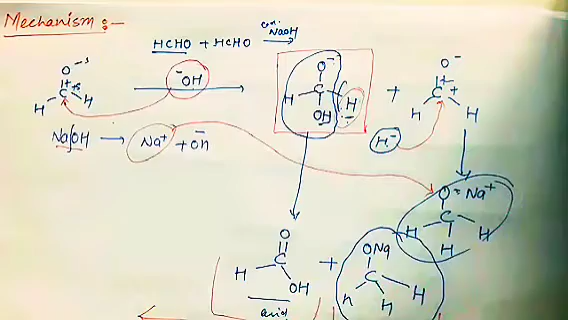 Mechanism :-
HCHO + HCHO conc. NaOH
O -δ
C +δ
H H
-OH
O-
H C H
OH
+
O-
C +
H H
H-
NaOH → Na+ + OH-
O- Na+
C
H H H
O
C
H OH
acid
+
ONa
C
H H H